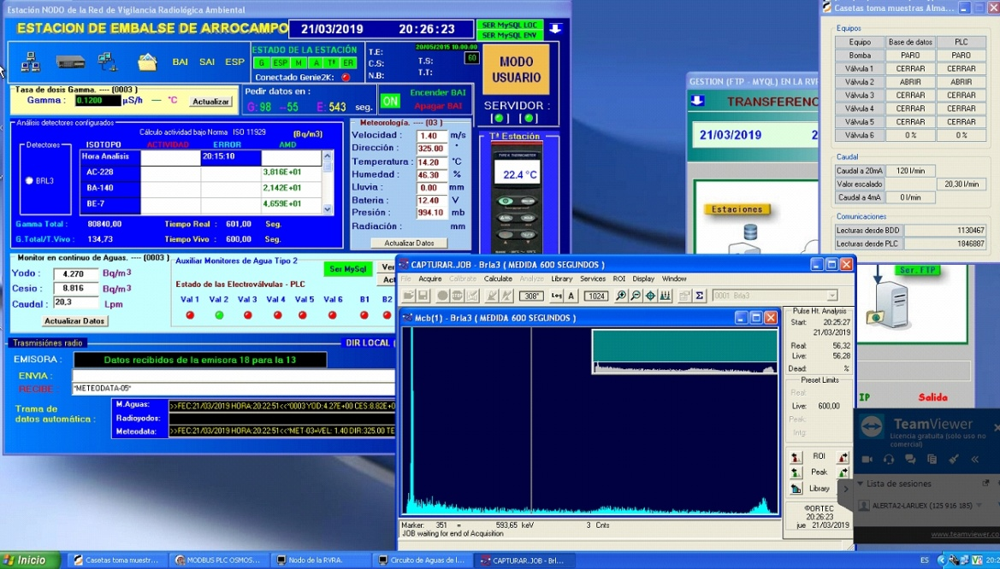 Estación NODO de la Red de Vigilancia Radiológica Ambiental
ESTACION DE EMBALSE DE ARROCAMPO
21/03/2019 20:26:23
SER MySQL LOC
SER MySQL ENV
ESTADO DE LA ESTACIÓN
G ESP M A Tª ER
Conectado Genie2K:
BAI SAI ESP
T.E:
C.S:
N.B:
20/05/2015 10:00:00
T.S:
T.T:
60
MODO
USUARIO
SERVIDOR :
Tasa de dosis Gamma. ---- (0003 )
Gamma : 0.1200 µS/h — °C Actualizar
Pedir datos en :
G: 98 --55 E: 543 seg.
ON
Encender BAI
Apagar BAI
Análisis detectores configurados
Cálculo actividad bajo Norma ISO 11929 (Bq/m3)
Detectores
BRL3
ISOTOPO ACTIVIDAD ERROR AMD
Hora Analisis 20:15:10
AC-228 3,816E+01
BA-140 2,142E+01
BE-7 4,659E+01
Gamma Total : 80840,00 Tiempo Real : 601,00 Seg.
G.Total/T.Vivo : 134,73 Tiempo Vivo : 600,00 Seg.
Meteorología. ---- (03 )
Velocidad : 1.40 m/s
Dirección : 325.00 °
Temperatura : 14.20 °C
Humedad : 46.30 %
Lluvia : 0.00 mm
Bateria : 12.40 V
Presión : 994.10 mb
Radiación : mm
Actualizar Datos
Tª Estación
22.4 °C
Monitor en continuo de Aguas. ---- (0003 )
Yodo : 4.270 Bq/m3
Cesio : 8.816 Bq/m3
Caudal : 20,3 Lpm
Actualizar Datos
Auxiliar Monitores de Agua Tipo 2
Ser MySql
Ver
Act
Estado de las Electroválvulas - PLC
Val 1 Val 2 Val 3 Val 4 Val 5 Val 6 B1 B2
Trasmisiónes radio
DIR LOCAL (
EMISORA : Datos recibidos de la emisora 18 para la 13
ENVIA :
RECIBE "METEODATA-05"
Trama de
datos automática :
M.Aguas: >>FEC:21/03/2019 HORA:20:22:51<<"0003 YOD:4.27E+00 CES:8.82E+0
Radioyodos:
Meteodata: >>FEC:21/03/2019 HORA:20:22:51<<"MET-03=VEL: 1.40 DIR:325.00 TE
Casetas toma muestras Alma...
Equipos
Equipo Base de datos PLC
Bomba PARO PARO
Válvula 1 CERRAR CERRAR
Válvula 2 ABRIR ABRIR
Válvula 3 CERRAR CERRAR
Válvula 4 CERRAR CERRAR
Válvula 5 CERRAR CERRAR
Válvula 6 0 % 0 %
Caudal
Caudal a 20mA 120 l/min
Valor escalado 20,30 l/min
Caudal a 4mA 0 l/min
Comunicaciones
Lecturas desde BDD 1130467
Lecturas desde PLC 1846887
GESTION (FTP - MYQL) EN LA RVR
TRANSFERENC
21/03/2019 2
Estaciones
Ser. FTP
IP Salida
CAPTURAR.JOB - Brla3 ( MEDIDA 600 SEGUNDOS )
File Acquire Calibrate Calculate Analyze Library Services ROI Display Window
308" Log A 1024 Σ 0001 Brla3
Mcb(1) - Brla3 ( MEDIDA 600 SEGUNDOS )
Pulse Ht. Analysis
Start: 20:25:27
21/03/2019
Real: 56,32
Live: 56,28
Dead: %
Preset Limits
Real:
Live: 600,00
Peak:
Intg:
ROI
Peak
Library
©ORTEC
20:26:23
jue 21/03/2019
Marker: 351 = 593,65 keV 3 Cnts
JOB waiting for end of Acquisition
TeamViewer
Licencia gratuita (solo uso no
comercial)
Lista de sesiones
ALERTA2-LARUEX (125 916 185)
www.teamviewer.co
Inicio
Casetas toma muestr...
MODBUS PLC OSMOS...
Nodo de la RVRA.
Circuito de Aguas de l...
CAPTURAR.JOB - Brl...
ES
20:2